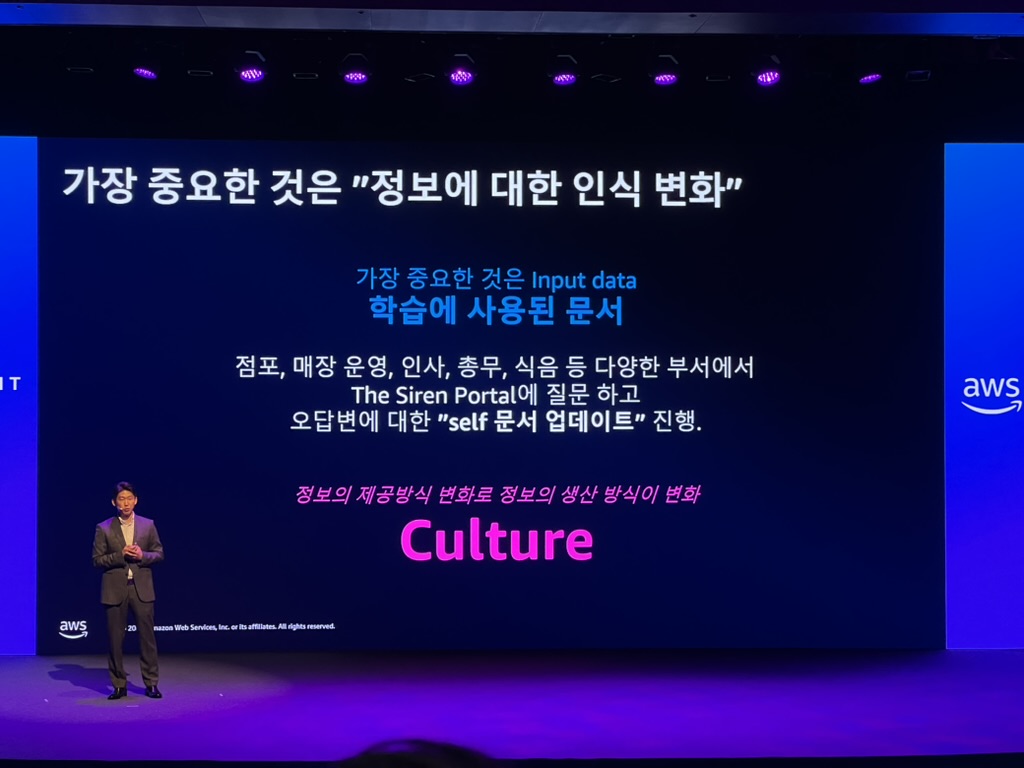 가장 중요한 것은 "정보에 대한 인식 변화"
가장 중요한 것은 Input data
학습에 사용된 문서
점포, 매장 운영, 인사, 총무, 식음 등 다양한 부서에서
The Siren Portal에 질문 하고
오답변에 대한 "self 문서 업데이트" 진행.
정보의 제공방식 변화로 정보의 생산 방식이 변화
Culture
aws
Web Services, Inc. or its affiliates. All rights reserved.
IT
aws